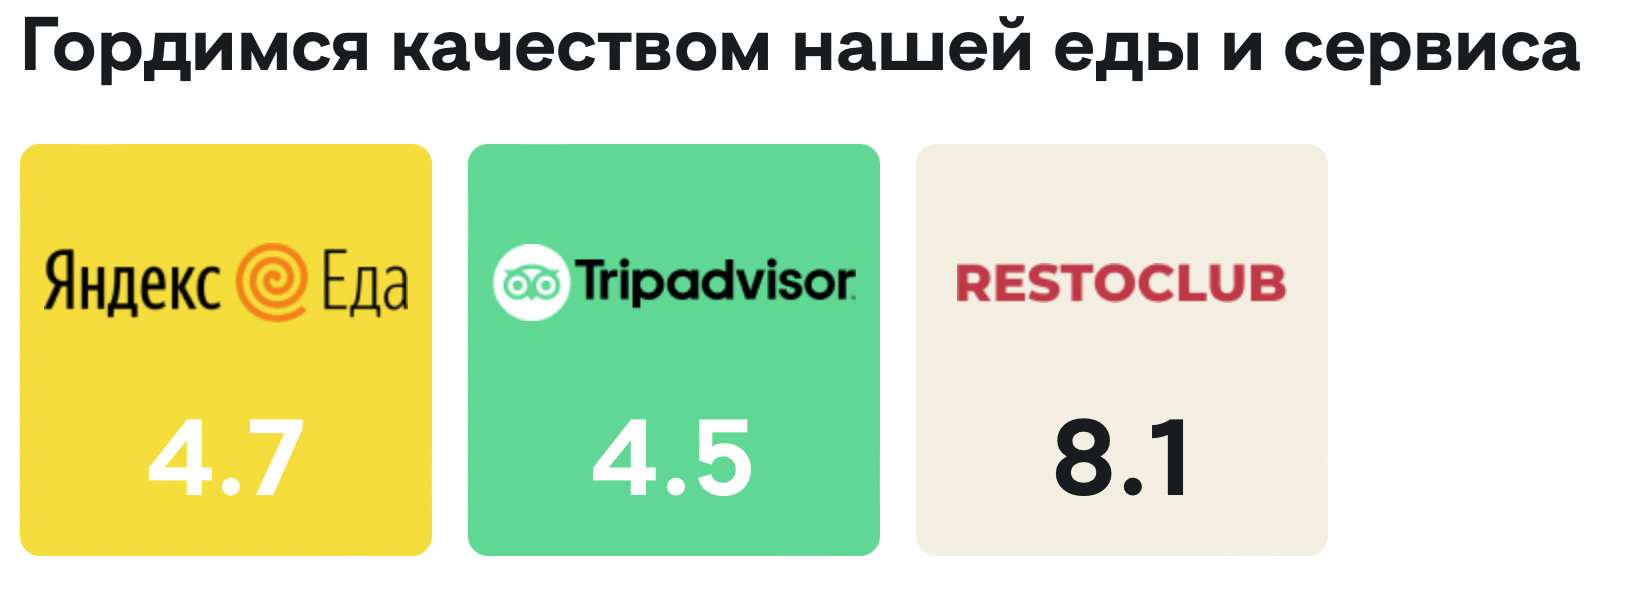 Гордимся качеством нашей еды и сервиса
Яндекс Еда
4.7
Tripadvisor
4.5
RESTOCLUB
8.1